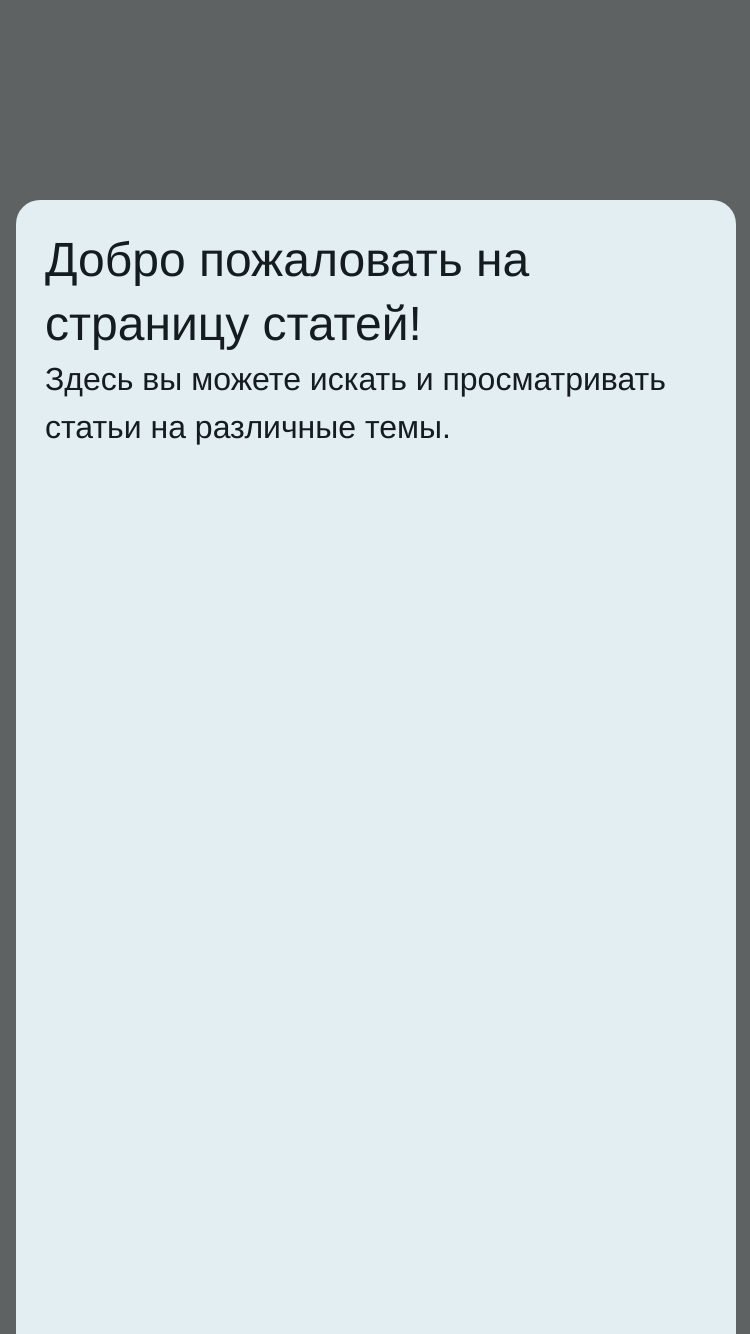 Добро пожаловать на
страницу статей!
Здесь вы можете искать и просматривать
статьи на различные темы.